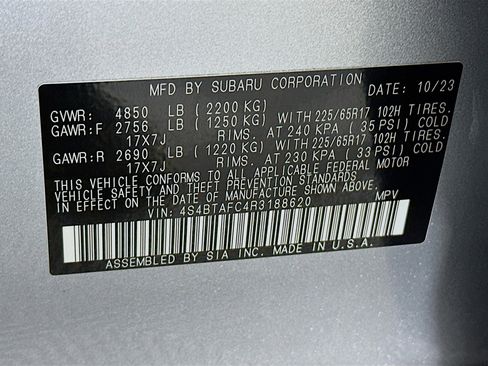 MFD BY SUBARU CORPORATION DATE: 10/23
GVWR: 4850 LB (2200 KG)
GAWR:F 2756 LB (1250 KG) WITH 225/65R17 102H TIRES.
17X7J RIMS. AT 240 KPA (35 PSI) COLD
GAWR:R 2690 LB (1220 KG) WITH 225/65R17 102H TIRES.
17X7J RIMS. AT 230 KPA (33 PSI) COLD
THIS VEHICLE CONFORMS TO ALL APPLICABLE FEDERAL MOTOR
VEHICLE SAFETY AND BUMPER STANDARDS IN EFFECT ON THE
DATE OF MANUFACTURE SHOWN ABOVE.
VIN: 4S4BTAFC4R3188620 MPV
ASSEMBLED BY SIA INC. MADE IN U.S.A.